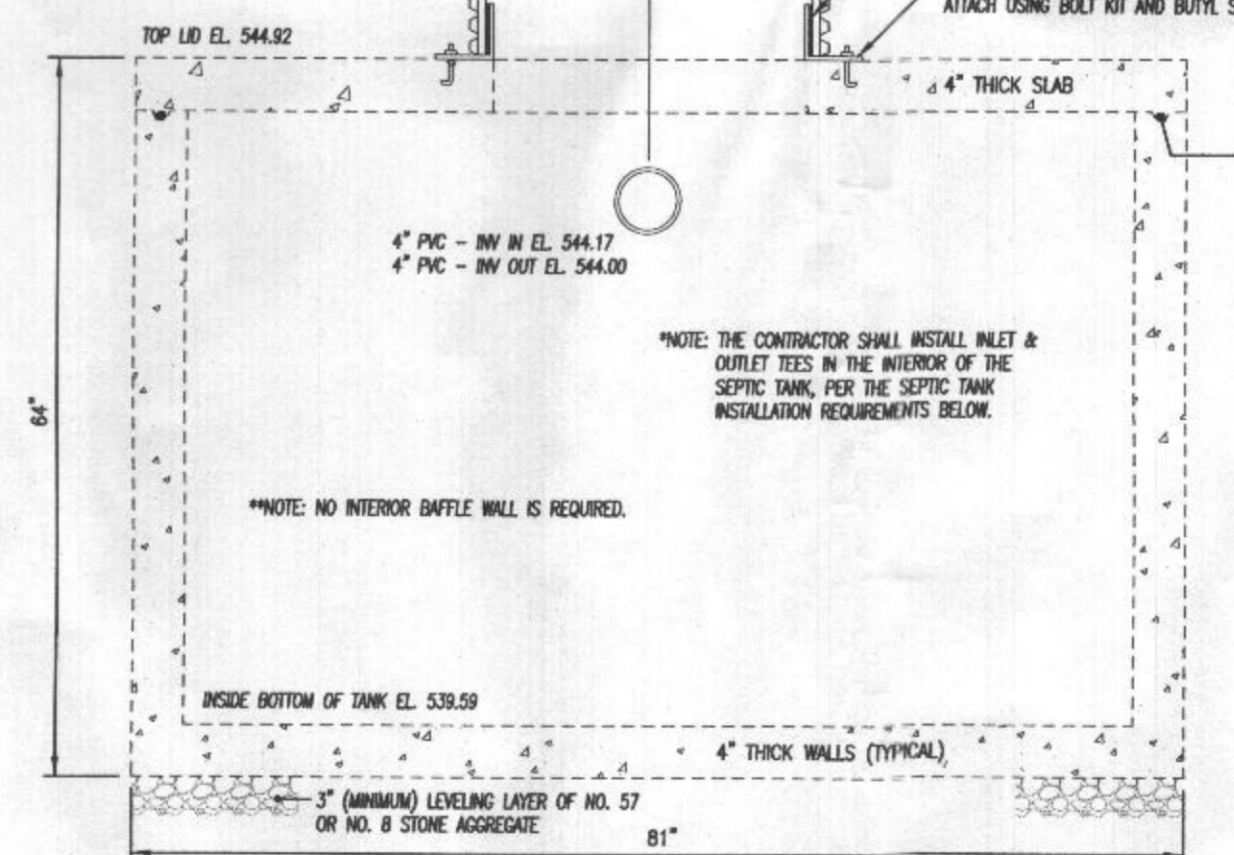 ATTACH USING BOLT KIT AND BUTYL S
TOP LID EL. 544.92
4" THICK SLAB
4" PVC - INV IN EL. 544.17
4" PVC - INV OUT EL. 544.00
*NOTE: THE CONTRACTOR SHALL INSTALL INLET &
OUTLET TEES IN THE INTERIOR OF THE
SEPTIC TANK, PER THE SEPTIC TANK
INSTALLATION REQUIREMENTS BELOW.
64"
**NOTE: NO INTERIOR BAFFLE WALL IS REQUIRED.
INSIDE BOTTOM OF TANK EL. 539.59
4" THICK WALLS (TYPICAL)
3" (MINIMUM) LEVELING LAYER OF NO. 57
OR NO. 8 STONE AGGREGATE
81"